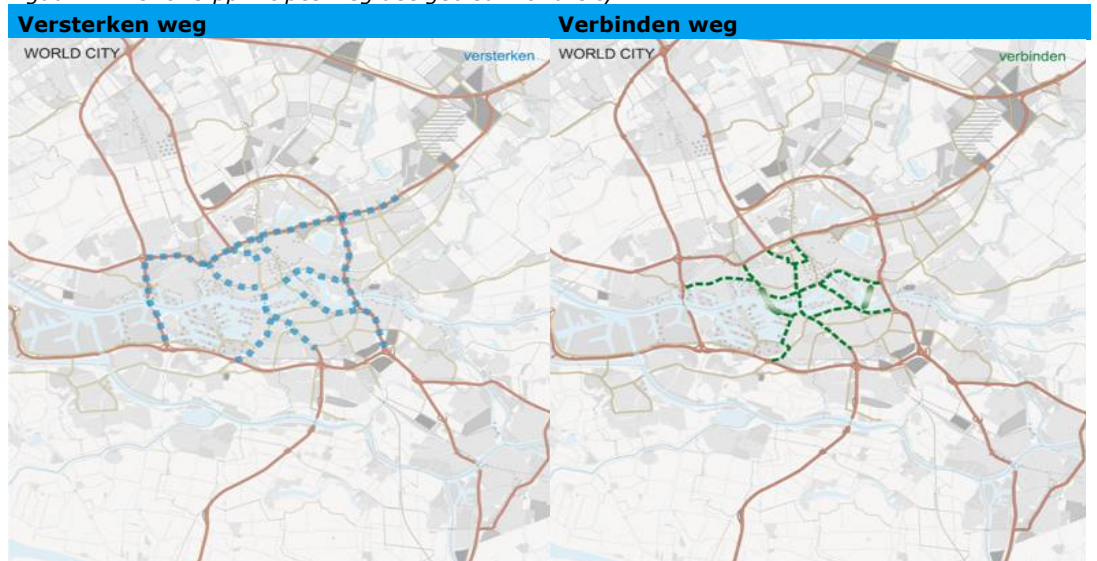 Versterken weg
Verbinden weg
WORLD CITY
versterken
WORLD CITY
verbinden